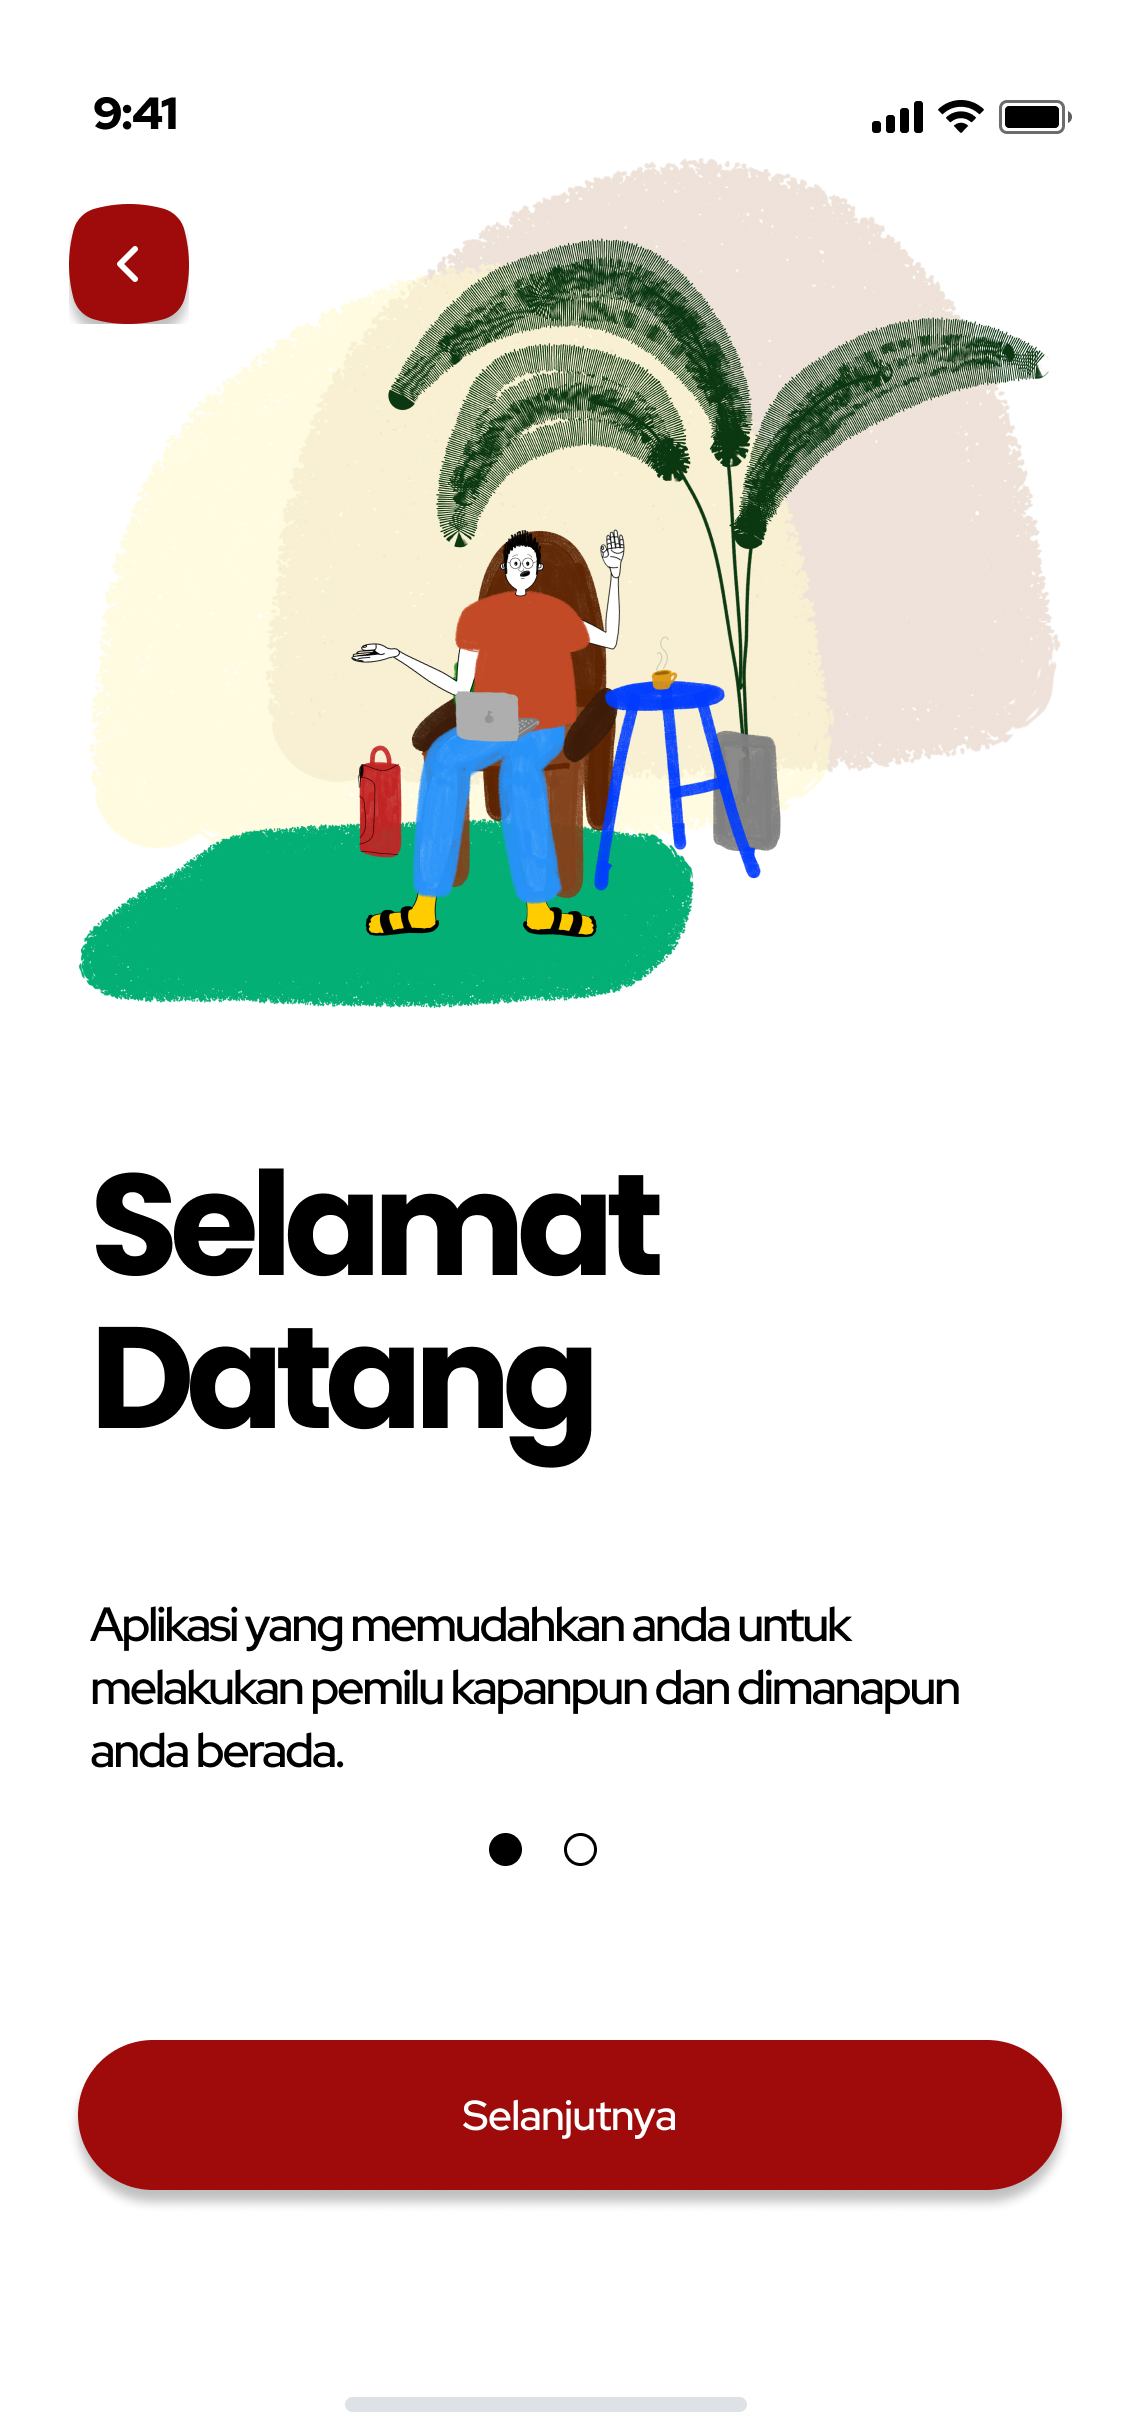 9:41
Selamat
Datang
Aplikasi yang memudahkan anda untuk
melakukan pemilu kapanpun dan dimanapun
anda berada.
Selanjutnya